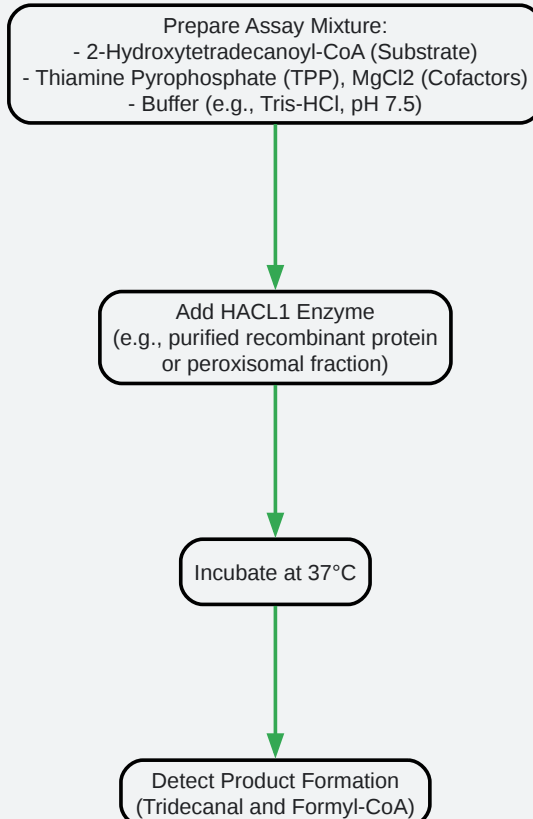 Prepare Assay Mixture:
- 2-Hydroxytetradecanoyl-CoA (Substrate)
- Thiamine Pyrophosphate (TPP), MgCl2 (Cofactors)
- Buffer (e.g., Tris-HCl, pH 7.5)
Add HACL1 Enzyme
(e.g., purified recombinant protein
or peroxisomal fraction)
Incubate at 37°C
Detect Product Formation
(Tridecanal and Formyl-CoA)